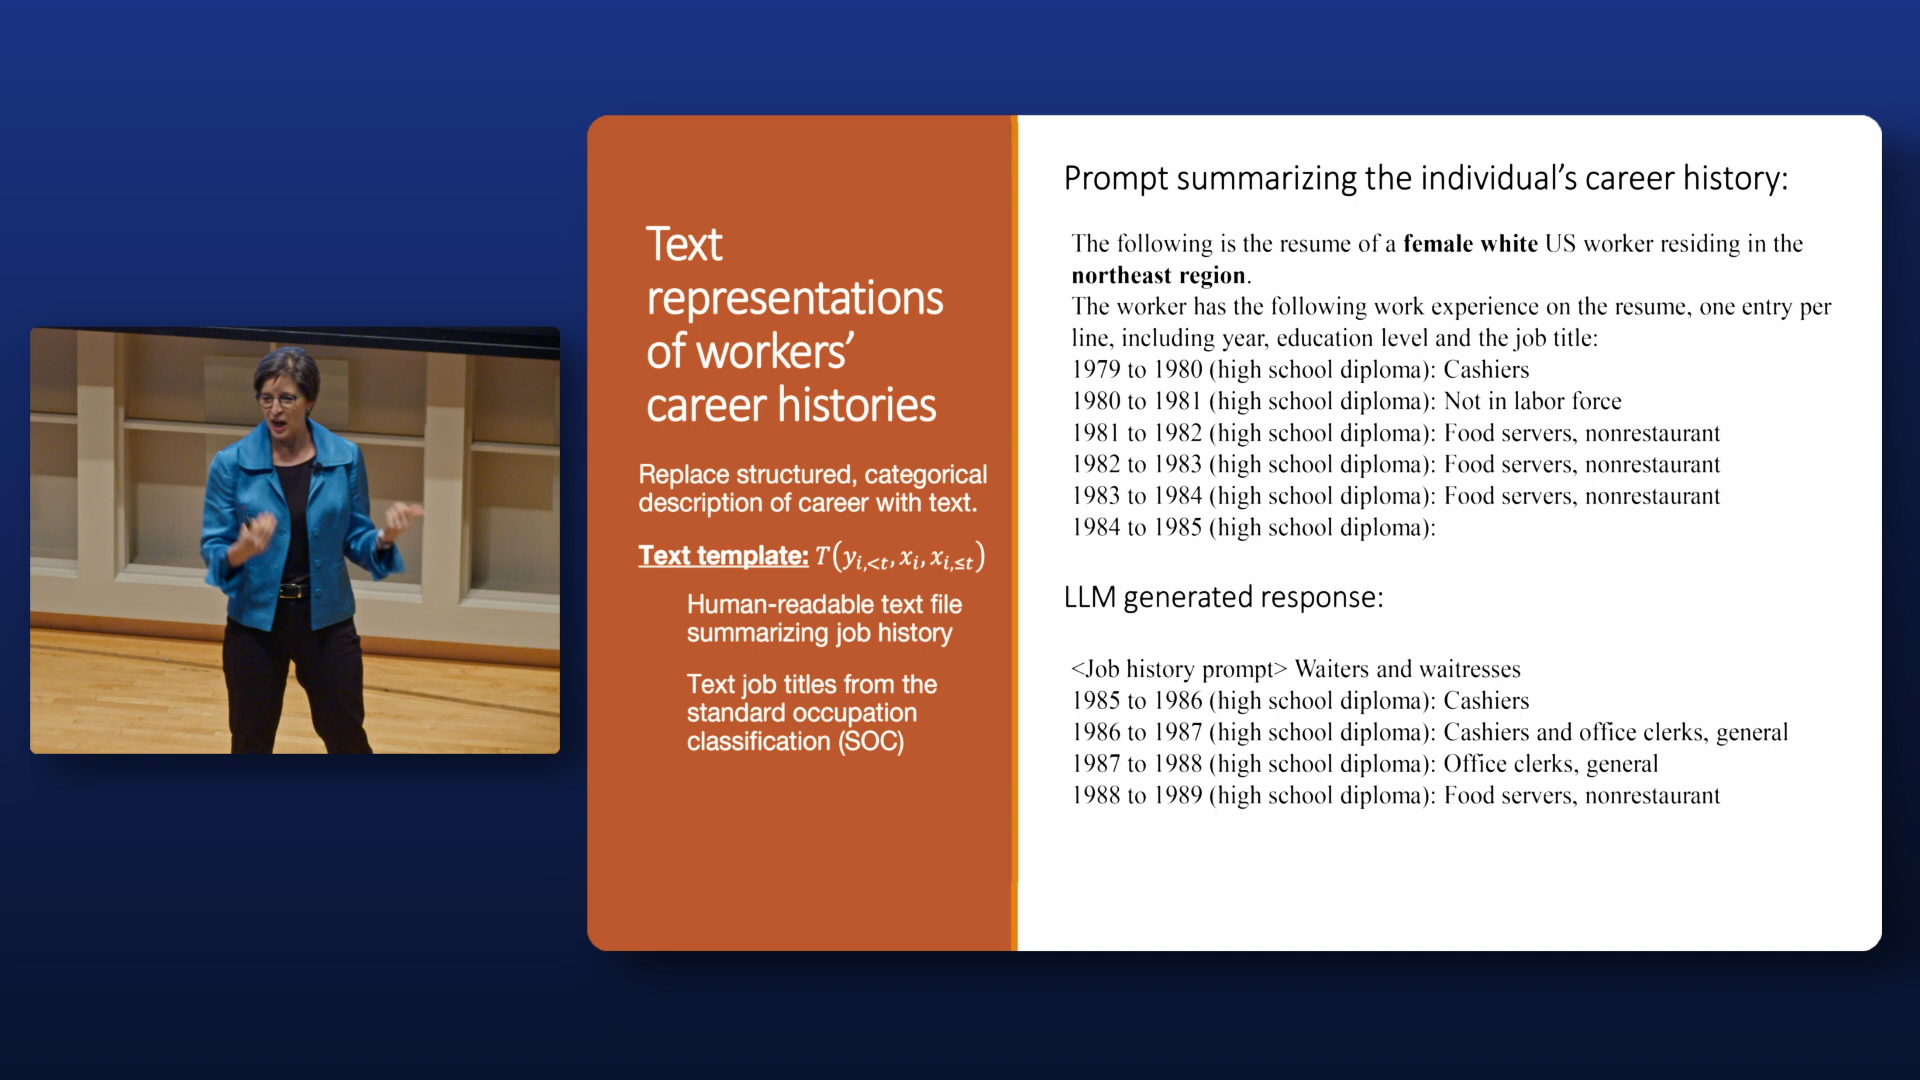 Text
representations
of workers’
career histories
Replace structured, categorical
description of career with text.
Text template: T(y_{i,<t}, x_i, x_{i,≤t})
Human-readable text file
summarizing job history
Text job titles from the
standard occupation
classification (SOC)
Prompt summarizing the individual’s career history:
The following is the resume of a female white US worker residing in the
northeast region.
The worker has the following work experience on the resume, one entry per
line, including year, education level and the job title:
1979 to 1980 (high school diploma): Cashiers
1980 to 1981 (high school diploma): Not in labor force
1981 to 1982 (high school diploma): Food servers, nonrestaurant
1982 to 1983 (high school diploma): Food servers, nonrestaurant
1983 to 1984 (high school diploma): Food servers, nonrestaurant
1984 to 1985 (high school diploma):
LLM generated response:
<Job history prompt> Waiters and waitresses
1985 to 1986 (high school diploma): Cashiers
1986 to 1987 (high school diploma): Cashiers and office clerks, general
1987 to 1988 (high school diploma): Office clerks, general
1988 to 1989 (high school diploma): Food servers, nonrestaurant